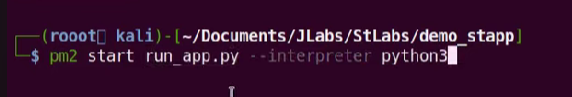 ┌──(rooot㉿ kali)-[~/Documents/JLabs/StLabs/demo_stapp]
└─$ pm2 start run_app.py --interpreter python3